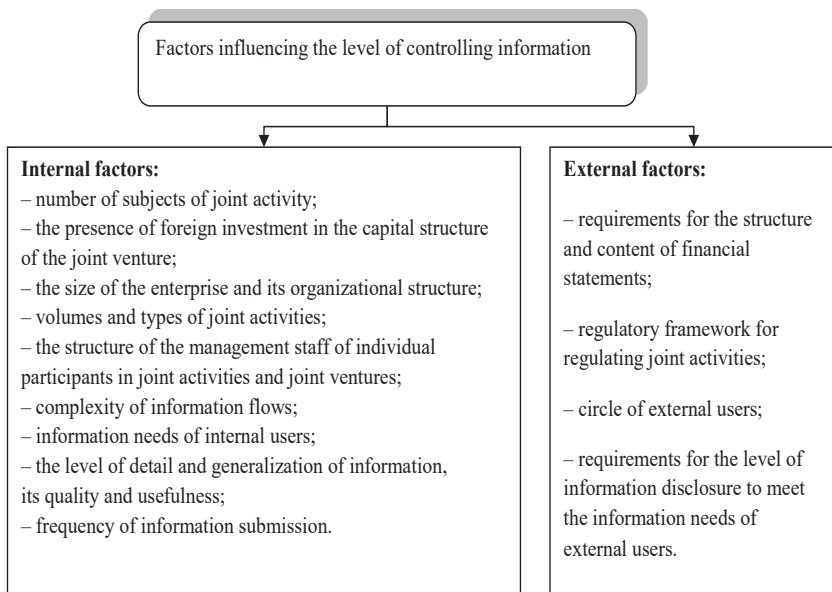 Factors influencing the level of controlling information
Internal factors:
– number of subjects of joint activity;
– the presence of foreign investment in the capital structure
of the joint venture;
– the size of the enterprise and its organizational structure;
– volumes and types of joint activities;
– the structure of the management staff of individual
participants in joint activities and joint ventures;
– complexity of information flows;
– information needs of internal users;
– the level of detail and generalization of information,
its quality and usefulness;
– frequency of information submission.
External factors:
– requirements for the structure
and content of financial
statements;
– regulatory framework for
regulating joint activities;
– circle of external users;
– requirements for the level of
information disclosure to meet
the information needs of
external users.